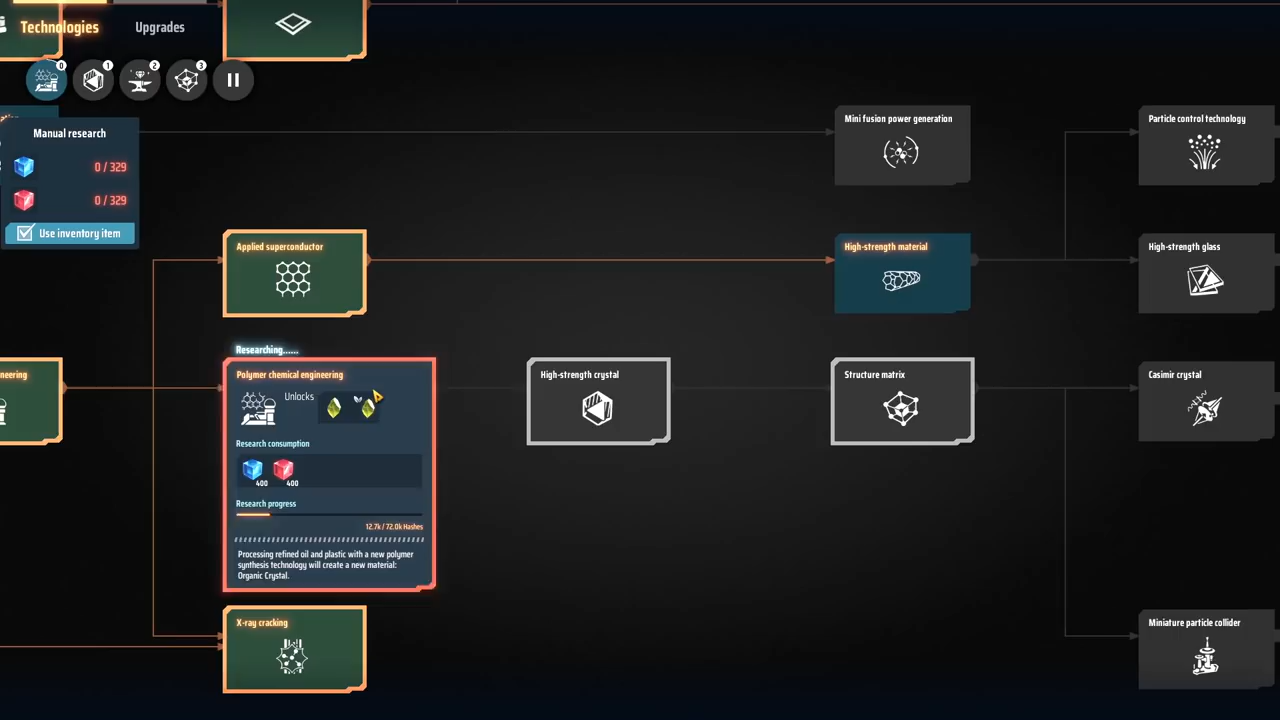 Technologies
Upgrades
0
1
2
3
Manual research
0 / 329
0 / 329
Use inventory item
Mini fusion power generation
Particle control technology
Applied superconductor
High-strength material
High-strength glass
Researching......
neering
Polymer chemical engineering
Unlocks
Research consumption
400
400
Research progress
12.7k / 72.0k Hashes
Processing refined oil and plastic with a new polymer
synthesis technology will create a new material:
Organic Crystal.
High-strength crystal
Structure matrix
Casimir crystal
X-ray cracking
Miniature particle collider